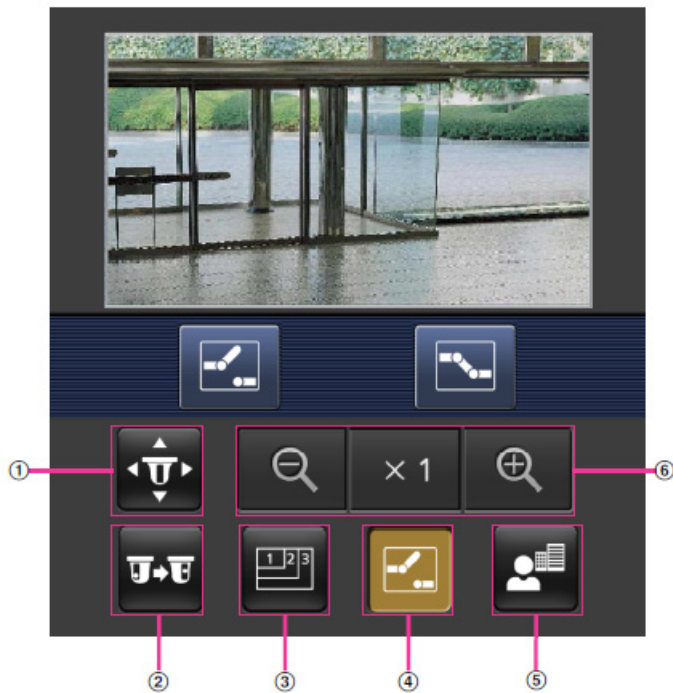 ① × 1 ⑥
1 2 3
② ③ ④ ⑤